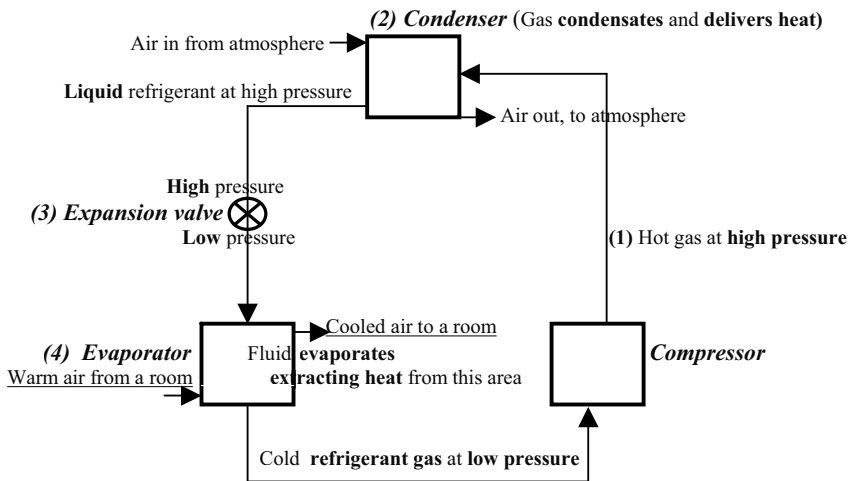 (2) Condenser (Gas condensates and delivers heat)
Air in from atmosphere
Liquid refrigerant at high pressure
Air out, to atmosphere
High pressure
(3) Expansion valve
Low pressure
(1) Hot gas at high pressure
Cooled air to a room
(4) Evaporator
Fluid evaporates
Compressor
Warm air from a room
extracting heat from this area
Cold refrigerant gas at low pressure